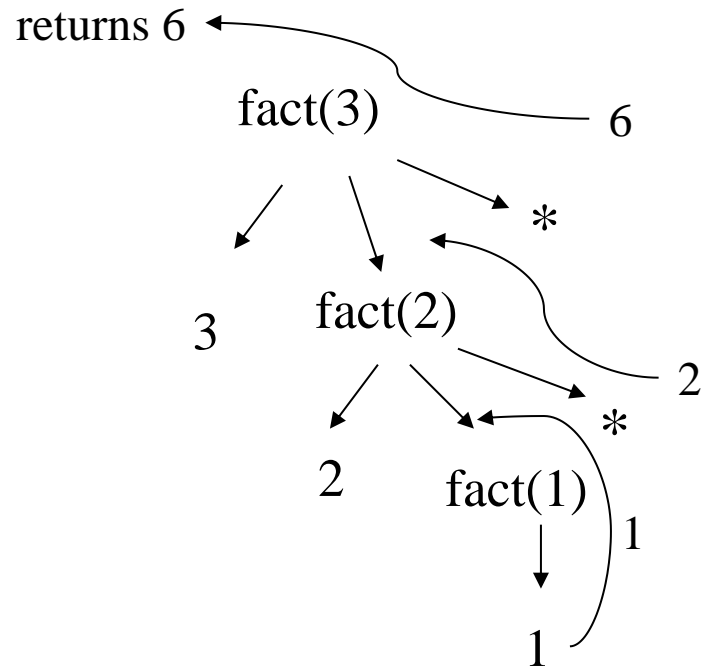 returns 6
fact(3)
6
*
3
fact(2)
2
*
2
fact(1)
1
1